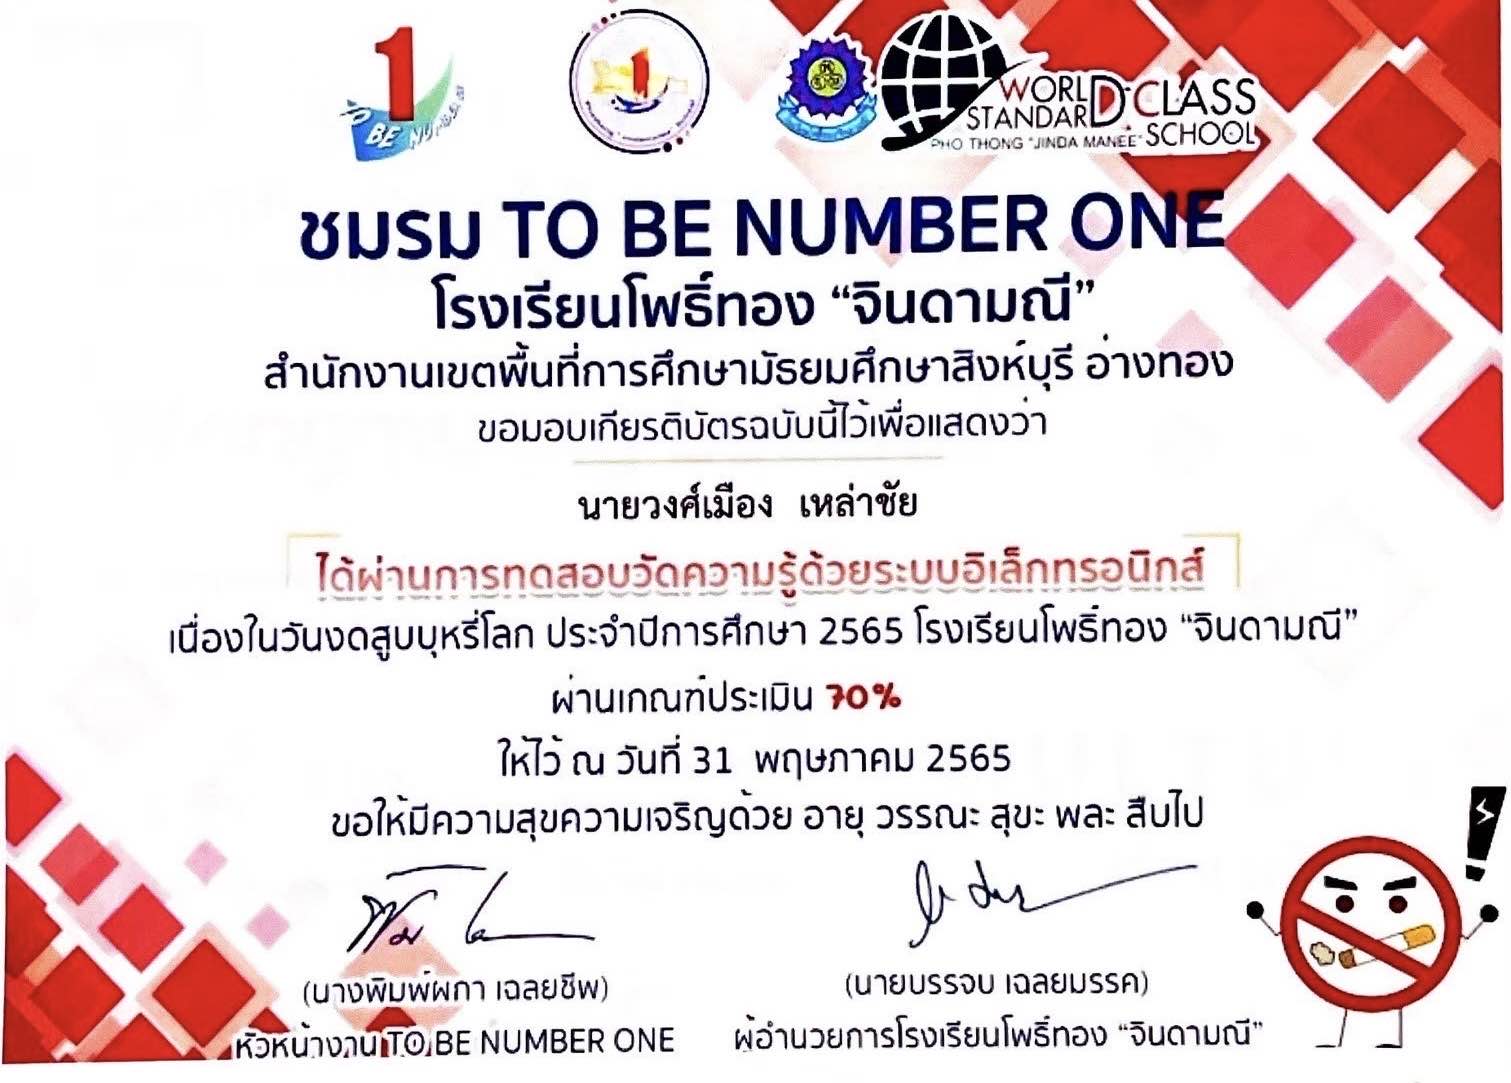 1
BE NUMBER
1
WORLD-CLASS
STANDARD SCHOOL
PHO THONG "JINDA MANEE"
ชมรม TO BE NUMBER ONE
โรงเรียนโพธิ์ทอง “จินดามณี”
สำนักงานเขตพื้นที่การศึกษามัธยมศึกษาสิงห์บุรี อ่างทอง
ขอมอบเกียรติบัตรฉบับนี้ไว้เพื่อแสดงว่า
นายวงศ์เมือง เหล่าชัย
ได้ผ่านการทดสอบวัดความรู้ด้วยระบบอิเล็กทรอนิกส์
เนื่องในวันงดสูบบุหรี่โลก ประจำปีการศึกษา 2565 โรงเรียนโพธิ์ทอง “จินดามณี”
ผ่านเกณฑ์ประเมิน 70%
ให้ไว้ ณ วันที่ 31 พฤษภาคม 2565
ขอให้มีความสุขความเจริญด้วย อายุ วรรณะ สุขะ พละ สืบไป
(นางพิมพ์ผกา เฉลยชีพ)
(นายบรรจบ เฉลยมรรค)
หัวหน้างาน TO BE NUMBER ONE
ผู้อำนวยการโรงเรียนโพธิ์ทอง “จินดามณี”